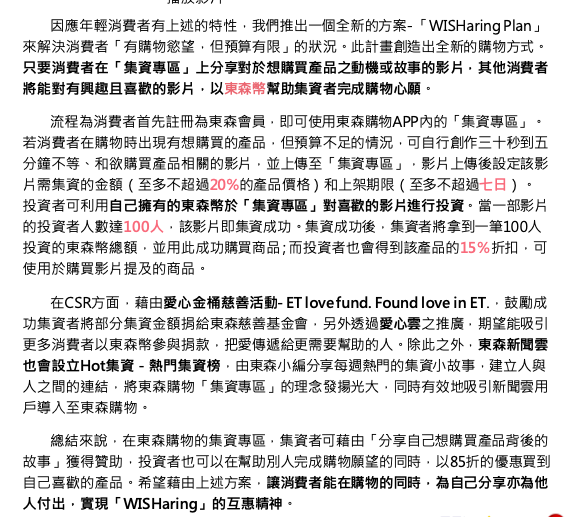 因應年輕消費者有上述的特性，我們推出一個全新的方案-「WISHaring Plan」
來解決消費者「有購物慾望，但預算有限」的狀況。此計畫創造出全新的購物方式。
只要消費者在「集資專區」上分享對於想購買產品之動機或故事的影片，其他消費者
將能對有興趣且喜歡的影片，以東森幣幫助集資者完成購物心願。
流程為消費者首先註冊為東森會員，即可使用東森購物APP內的「集資專區」。
若消費者在購物時出現有想購買的產品，但預算不足的情況，可自行創作三十秒到五
分鐘不等、和欲購買產品相關的影片，並上傳至「集資專區」，影片上傳後設定該影
片需集資的金額（至多不超過20%的產品價格）和上架期限（至多不超過七日）。
投資者可利用自己擁有的東森幣於「集資專區」對喜歡的影片進行投資。當一部影片
的投資者人數達100人，該影片即集資成功。集資成功後，集資者將拿到一筆100人
投資的東森幣總額，並用此成功購買商品;而投資者也會得到該產品的15%折扣，可
使用於購買影片提及的商品。
在CSR方面，藉由愛心金桶慈善活動- ET love fund. Found love in ET.，鼓勵成
功集資者將部分集資金額捐給東森慈善基金會，另外透過愛心雲之推廣，期望能吸引
更多消費者以東森幣參與捐款，把愛傳遞給更需要幫助的人。除此之外，東森新聞雲
也會設立Hot集資 - 熱門集資榜，由東森小編分享每週熱門的集資小故事，建立人與
人之間的連結，將東森購物「集資專區」的理念發揚光大，同時有效地吸引新聞雲用
戶導入至東森購物。
總結來說，在東森購物的集資專區，集資者可藉由「分享自己想購買產品背後的
故事」獲得贊助，投資者也可以在幫助別人完成購物願望的同時，以85折的優惠買到
自己喜歡的產品。希望藉由上述方案，讓消費者能在購物的同時，為自己分享亦為他
人付出，實現「WISHaring」的互惠精神。